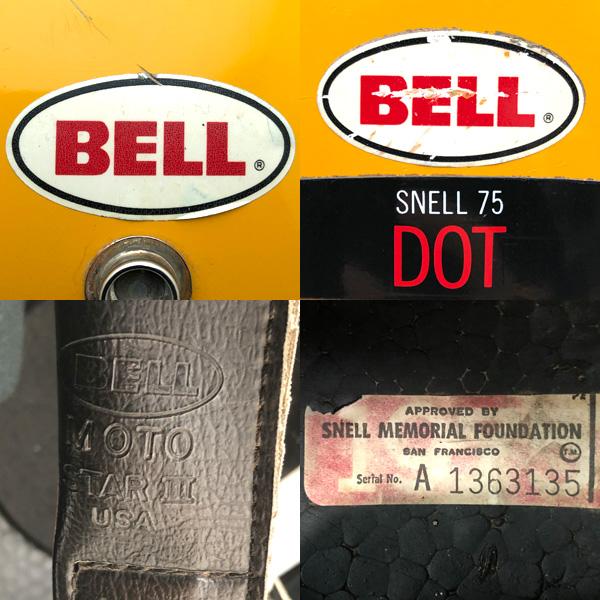 BELL®
BELL®
SNELL 75
DOT
BELL
MOTO
STAR III
USA
APPROVED BY
SNELL MEMORIAL FOUNDATION
SAN FRANCISCO T.M.
Serial No. A 1363135